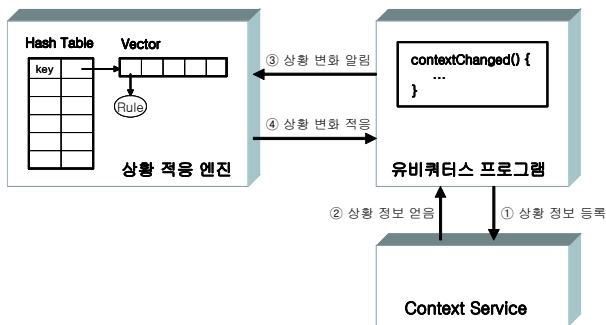 Hash Table
Vector
key
Rule
상황 적응 엔진
③ 상황 변화 알림
④ 상황 변화 적응
contextChanged() {
...
}
유비쿼터스 프로그램
② 상황 정보 얻음
① 상황 정보 등록
Context Service